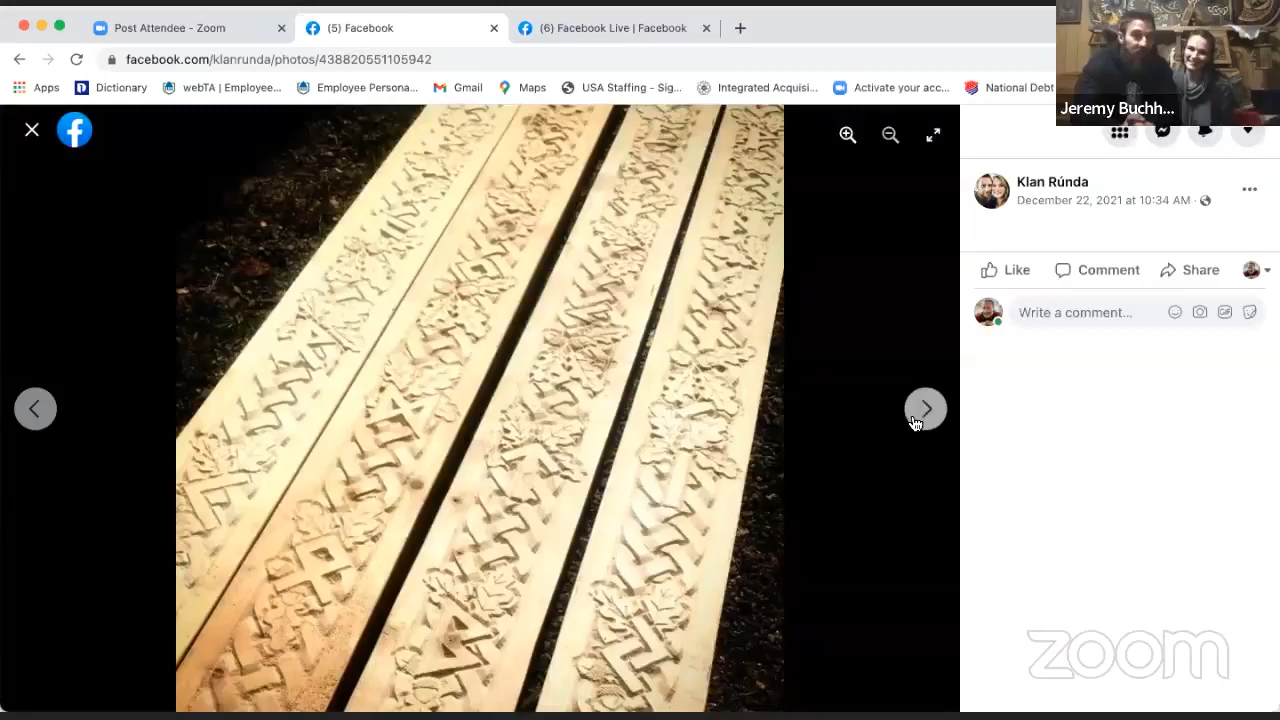 Post Attendee - Zoom
(5) Facebook
(6) Facebook Live | Facebook
facebook.com/klanrunda/photos/438820551105942
Apps
Dictionary
webTA | Employee...
Employee Persona...
Gmail
Maps
USA Staffing - Sig...
Integrated Acquisi...
Activate your acc...
National Debt
Jeremy Buchh...
Klan Rúnda
December 22, 2021 at 10:34 AM ·
Like
Comment
Share
Write a comment...
zoom